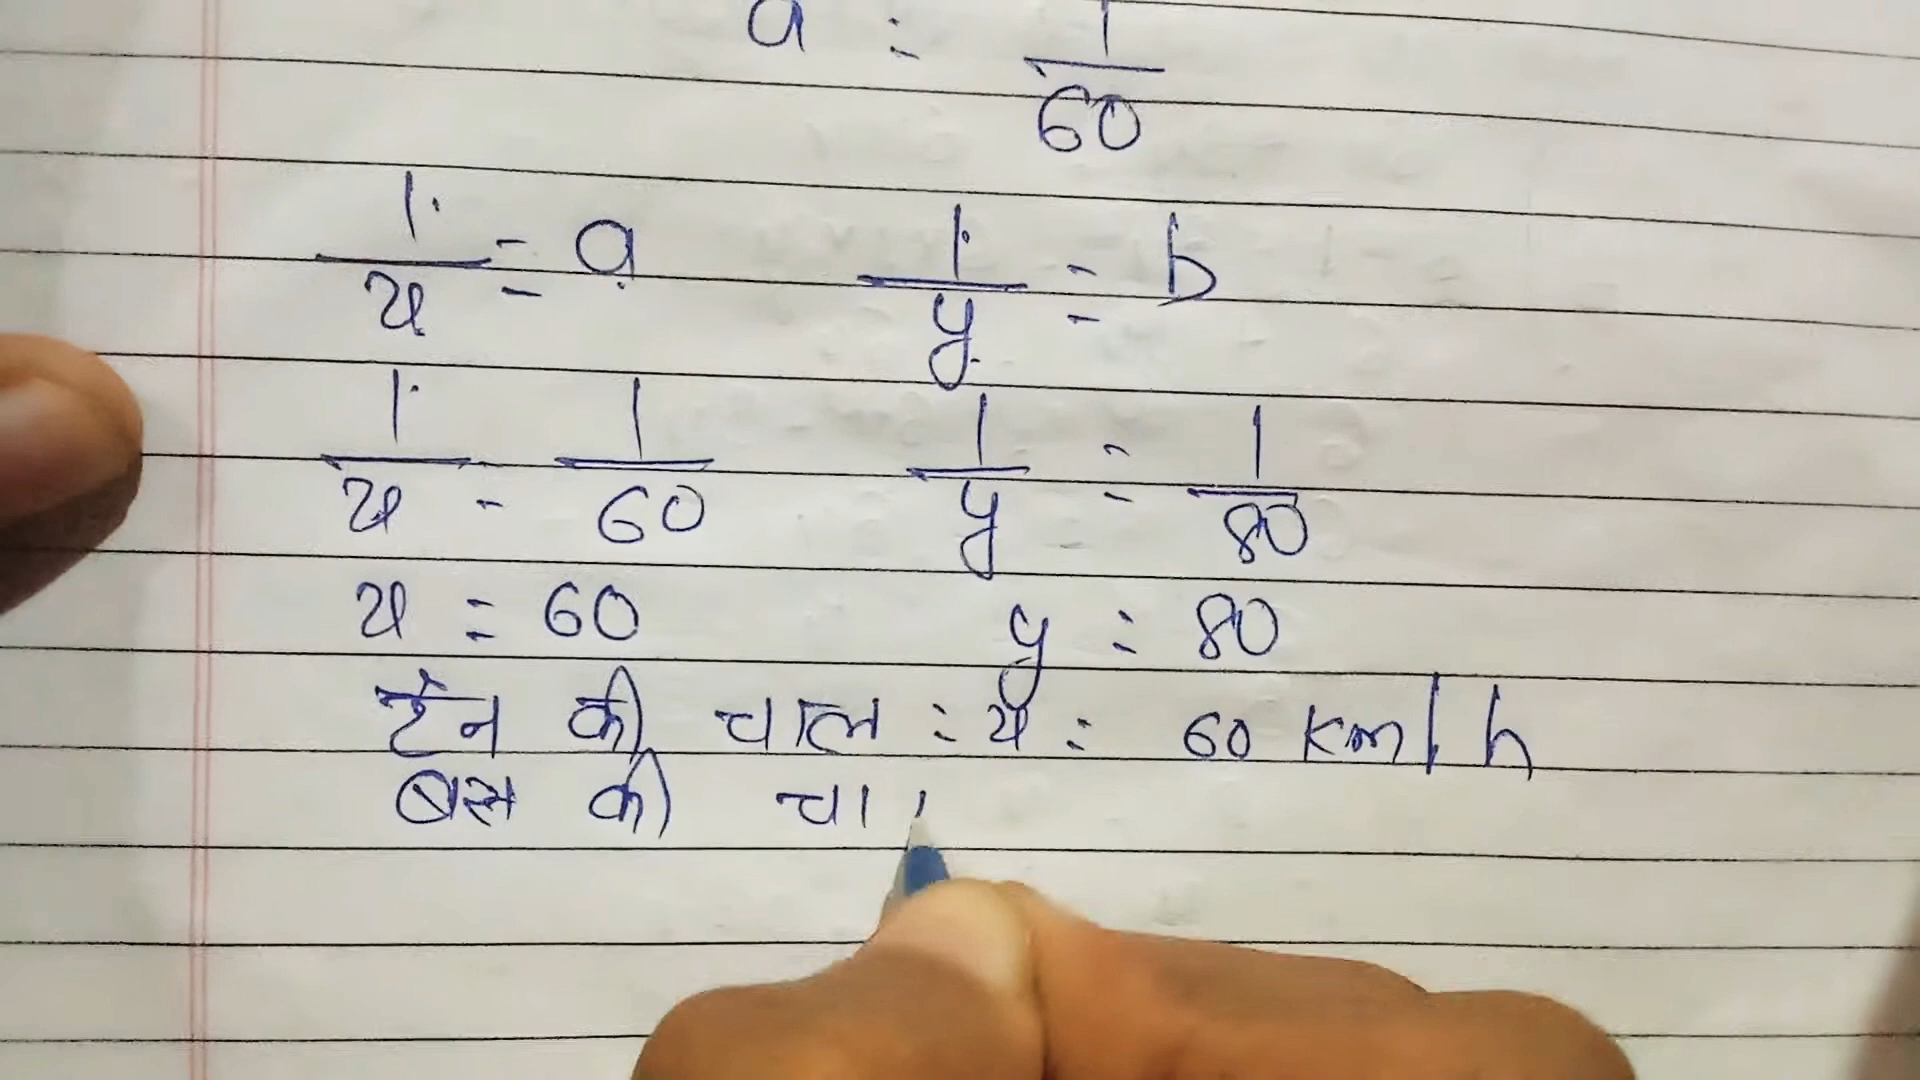 a = 1/60
1/x = a 1/y = b
1/x = 1/60 1/y = 1/80
x = 60 y = 80
ट्रेन की चाल = x = 60 km/h
बस की चा